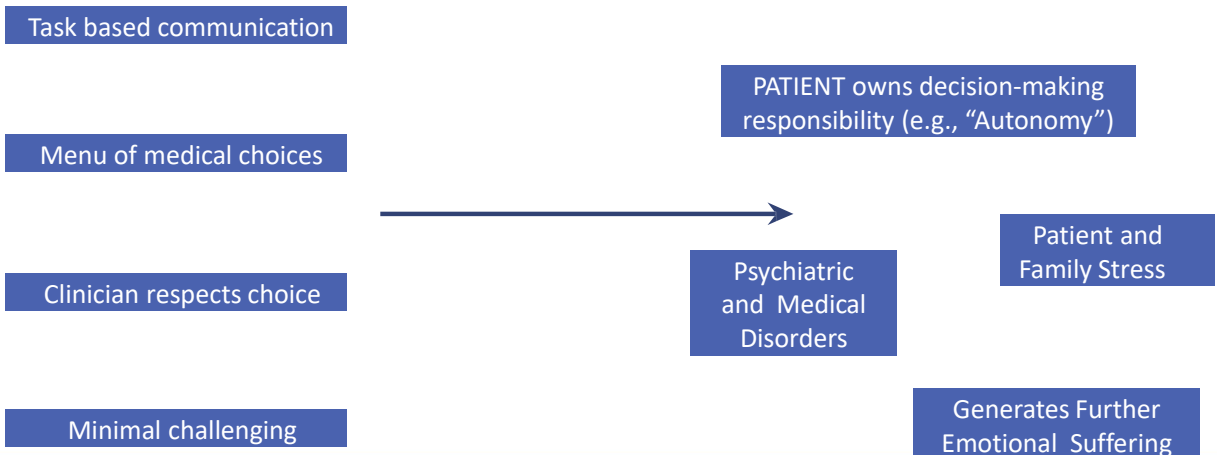 Task based communication
Menu of medical choices
Clinician respects choice
Minimal challenging
PATIENT owns decision-making
responsibility (e.g., “Autonomy”)
Patient and
Family Stress
Psychiatric
and Medical
Disorders
Generates Further
Emotional Suffering